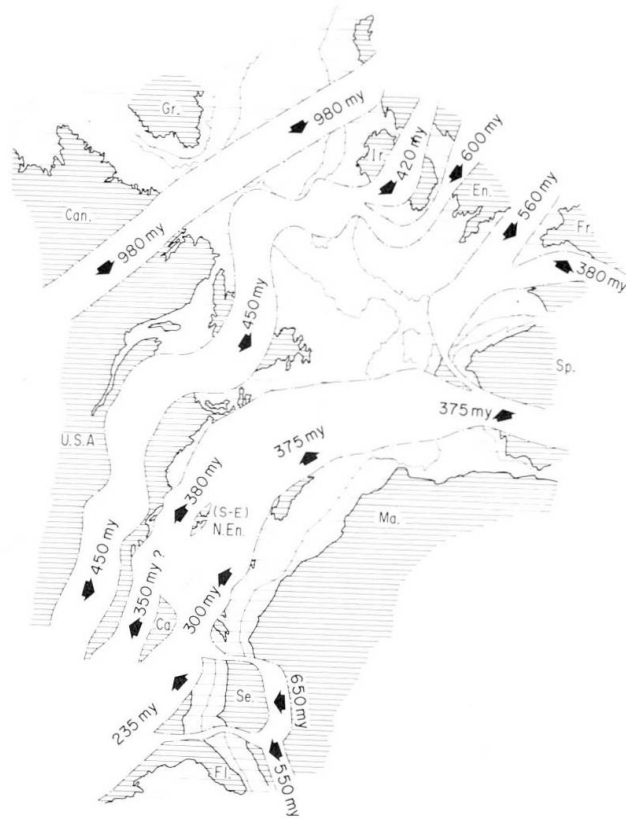 Gr.
980 my
Ir.
420 my
600 my
En.
560 my
Can.
Fr.
980 my
380 my
450 my
Sp.
U.S.A
375 my
375 my
380 my
(S-E)
N.En.
Ma.
450 my
350 my ?
300 my
Ca.
Se.
650 my
235 my
Fl.
550 my